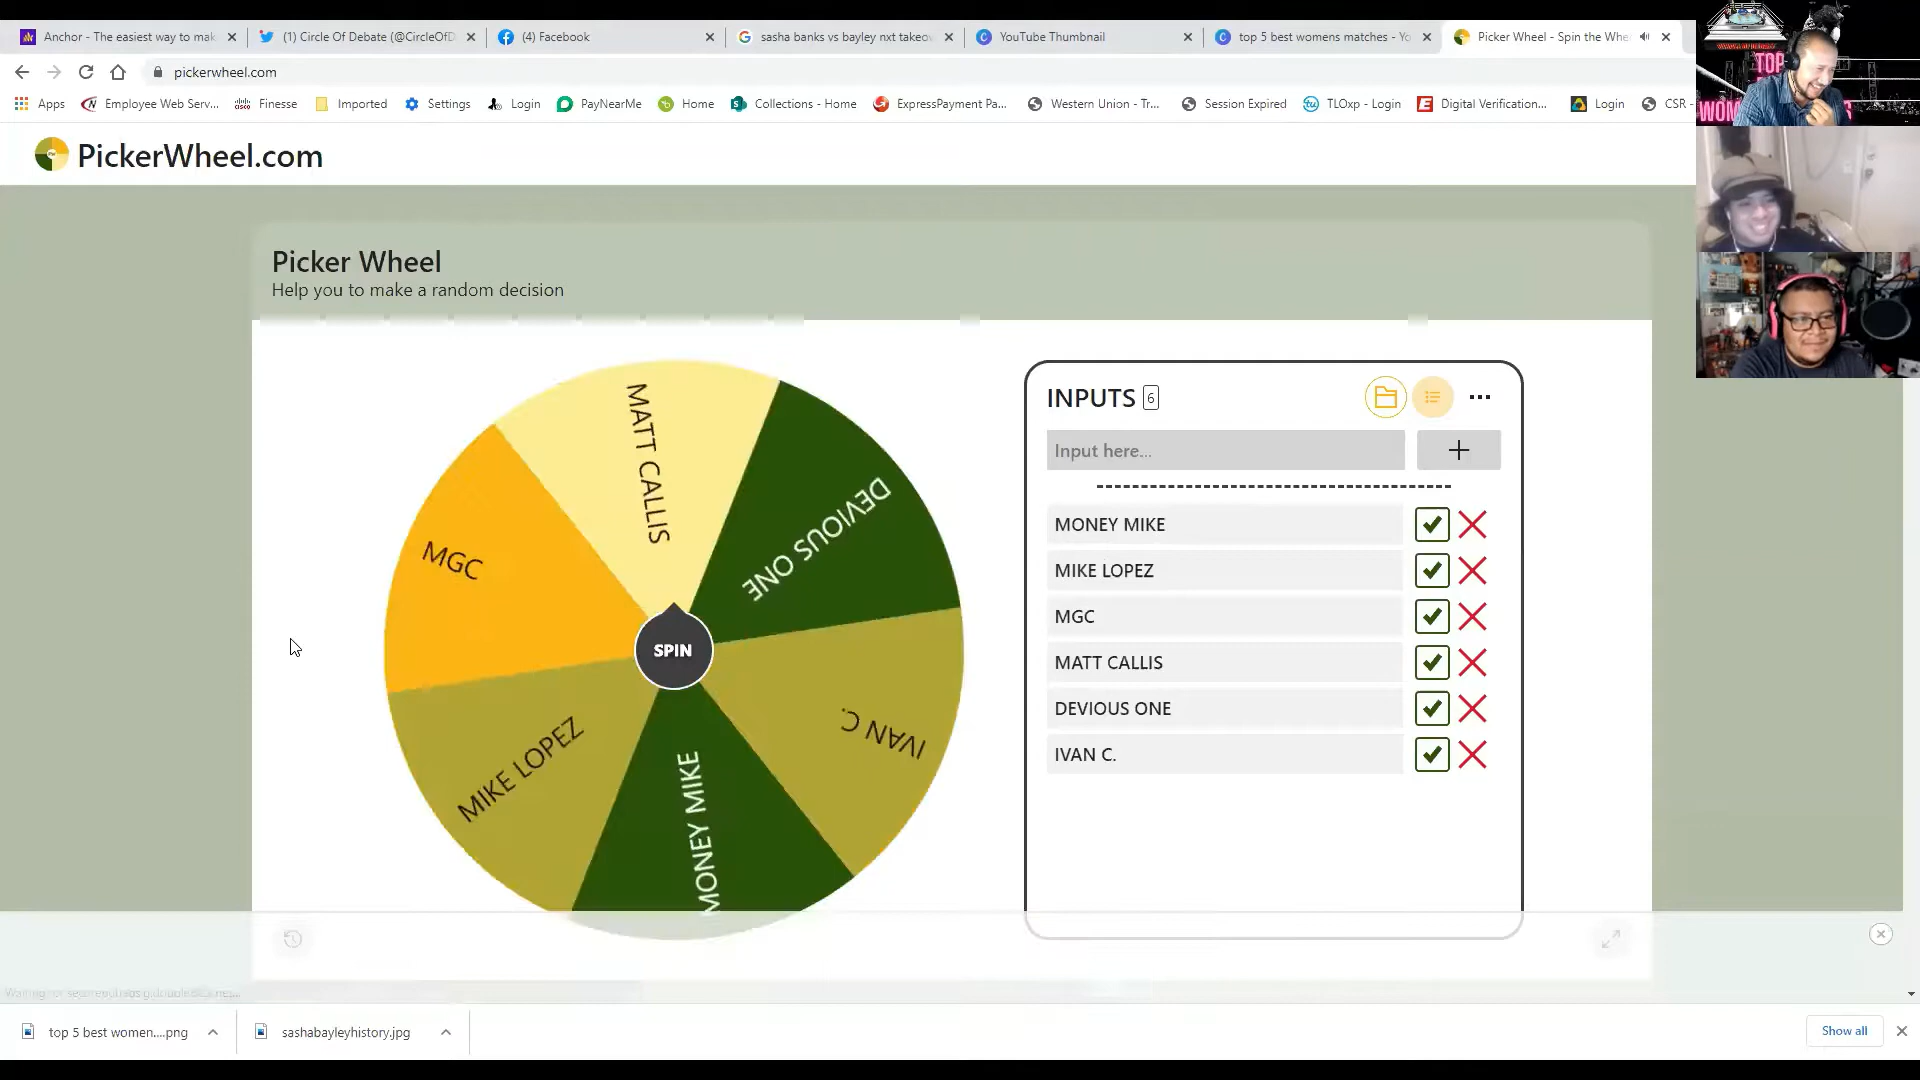 Anchor - The easiest way to mak
(1) Circle Of Debate (@CircleOfD
(4) Facebook
sasha banks vs bayley nxt takeov
YouTube Thumbnail
top 5 best womens matches - Yo
Picker Wheel - Spin the Whe
pickerwheel.com
Apps
Employee Web Serv...
Finesse
Imported
Settings
Login
PayNearMe
Home
Collections - Home
ExpressPayment Pa...
Western Union - Tr...
Session Expired
TLOxp - Login
Digital Verification...
Login
CSR -
TOP
PickerWheel.com
Picker Wheel
Help you to make a random decision
MATT CALLIS
DEVIOUS ONE
IVAN C.
MONEY MIKE
MIKE LOPEZ
MGC
SPIN
INPUTS 6
Input here...
MONEY MIKE
MIKE LOPEZ
MGC
MATT CALLIS
DEVIOUS ONE
IVAN C.
top 5 best women....png
sashabayleyhistory.jpg
Show all